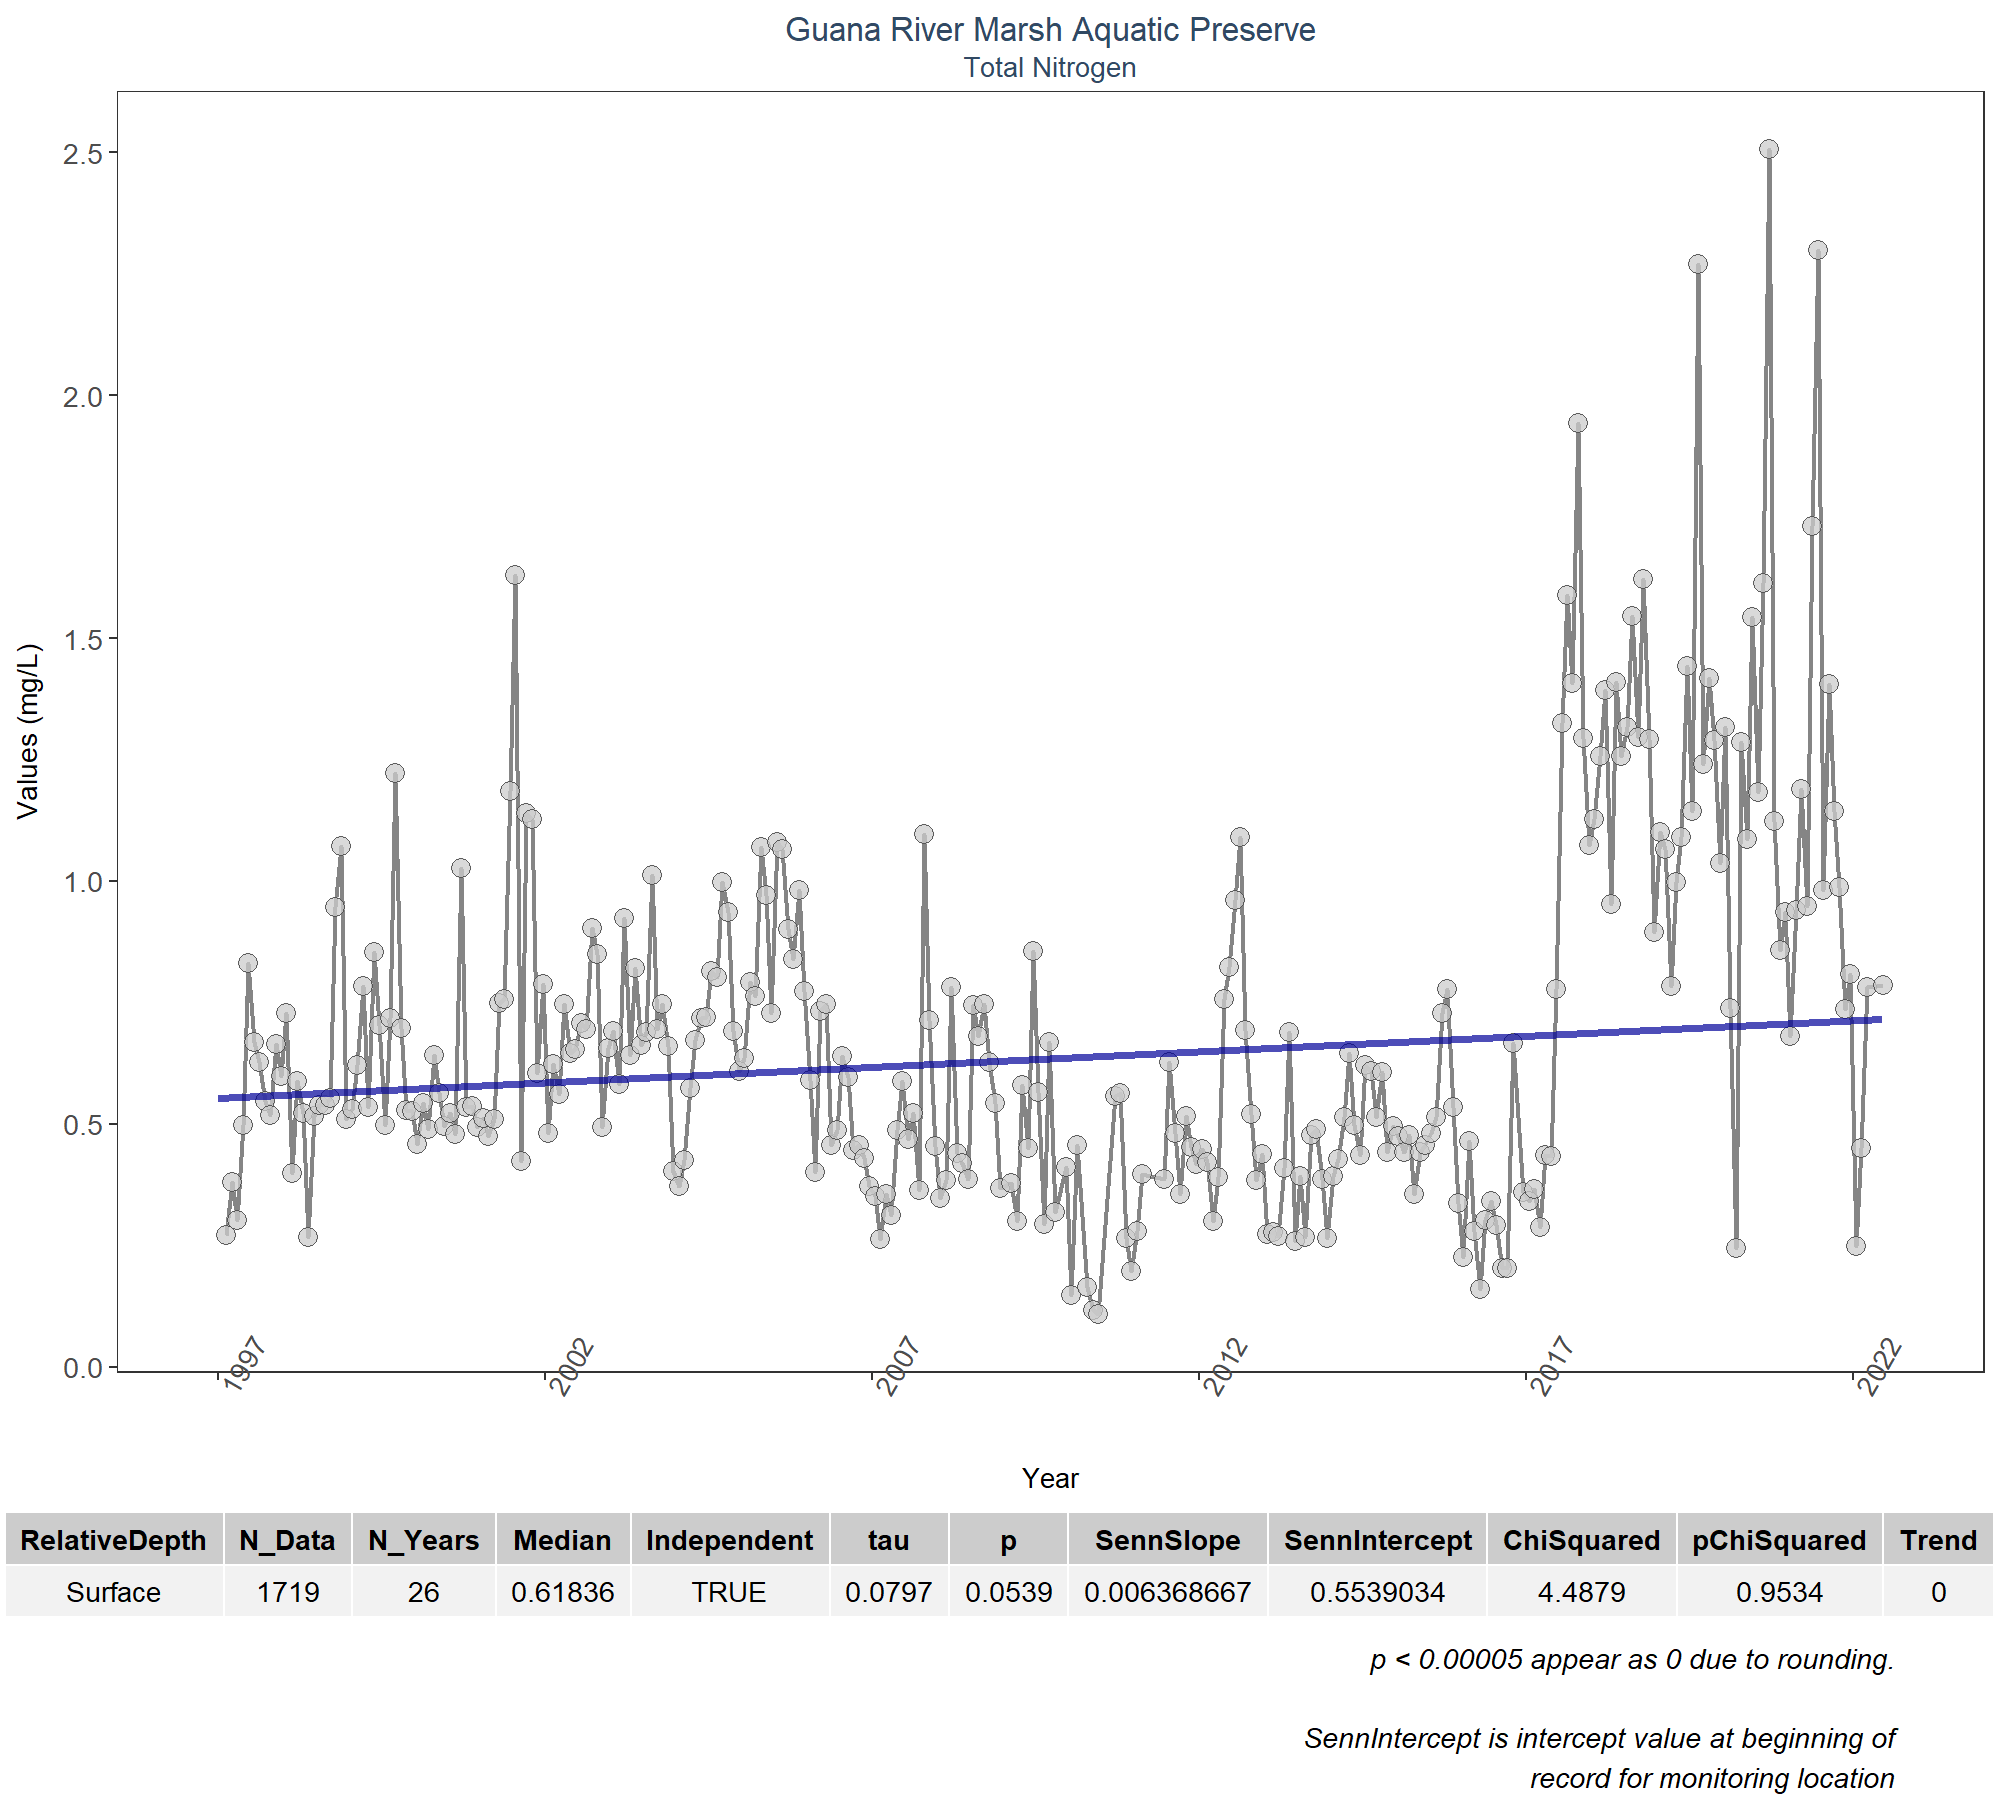 Guana River Marsh Aquatic Preserve
Total Nitrogen
Values (mg/L)
2.5
2.0
1.5
1.0
0.5
0.0
1997
2002
2007
2012
2017
2022
Year
RelativeDepth N_Data N_Years Median Independent tau p SennSlope SennIntercept ChiSquared pChiSquared Trend
Surface 1719 26 0.61836 TRUE 0.0797 0.0539 0.006368667 0.5539034 4.4879 0.9534 0
p < 0.00005 appear as 0 due to rounding.
SennIntercept is intercept value at beginning of
record for monitoring location